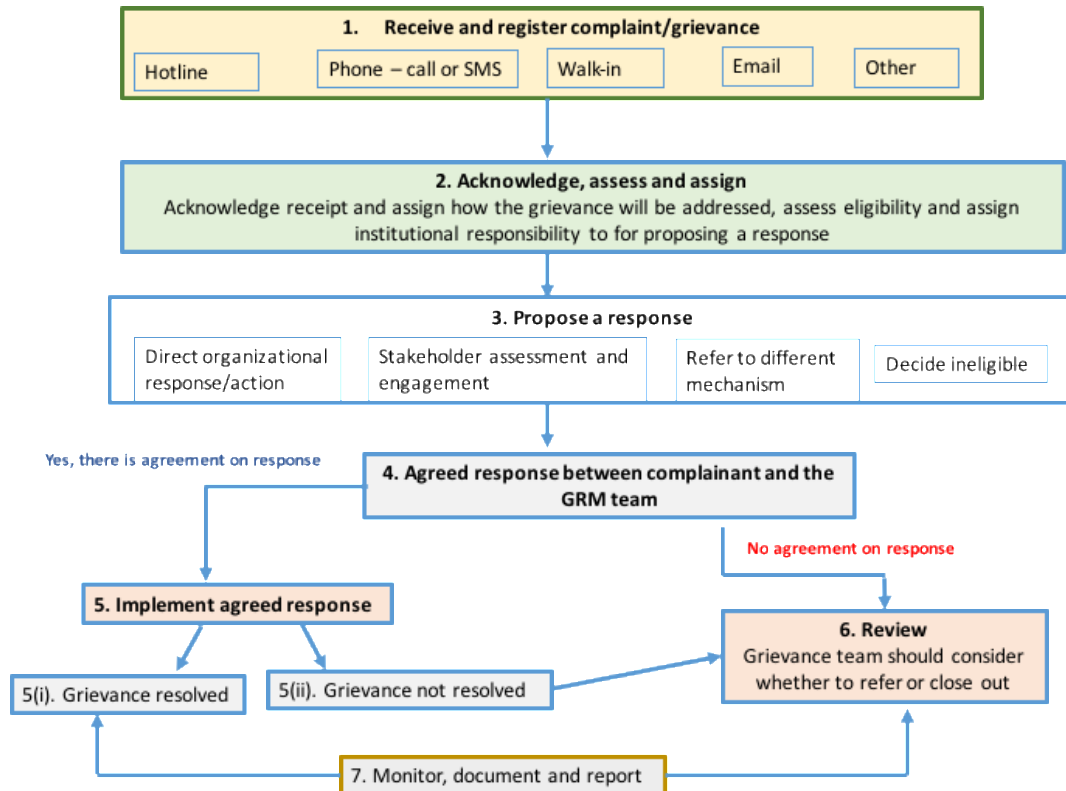 1. Receive and register complaint/grievance
Hotline
Phone – call or SMS
Walk-in
Email
Other
2. Acknowledge, assess and assign
Acknowledge receipt and assign how the grievance will be addressed, assess eligibility and assign
institutional responsibility to for proposing a response
3. Propose a response
Direct organizational
response/action
Stakeholder assessment and
engagement
Refer to different
mechanism
Decide ineligible
Yes, there is agreement on response
4. Agreed response between complainant and the
GRM team
No agreement on response
5. Implement agreed response
6. Review
Grievance team should consider
whether to refer or close out
5(i). Grievance resolved
5(ii). Grievance not resolved
7. Monitor, document and report